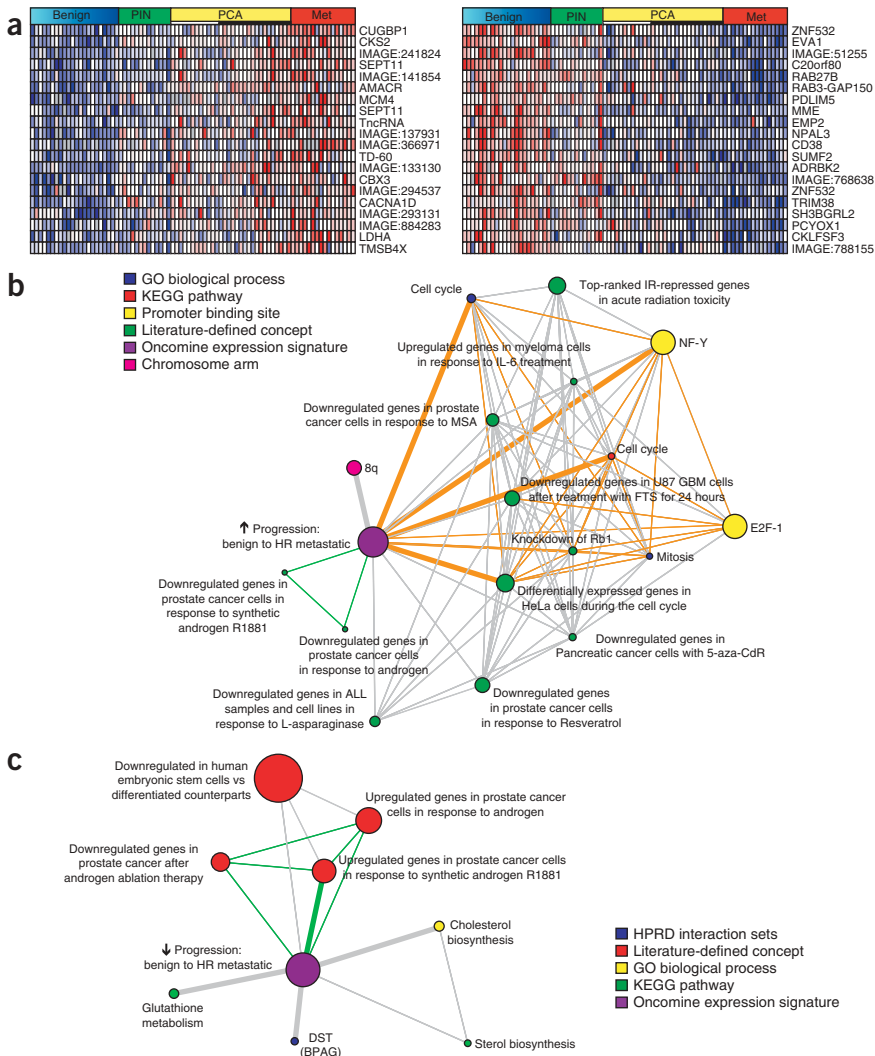 a
Benign PIN PCA Met
CUGBP1
CKS2
IMAGE:241824
SEPT11
IMAGE:141854
AMACR
MCM4
SEPT11
TncRNA
IMAGE:137931
IMAGE:366971
TD-60
IMAGE:133130
CBX3
IMAGE:294537
CACNA1D
IMAGE:293131
IMAGE:884283
LDHA
TMSB4X
Benign PIN PCA Met
ZNF532
EVA1
IMAGE:51255
C20orf80
RAB27B
RAB3-GAP150
PDLIM5
MME
EMP2
NPAL3
CD38
SUMF2
ADRBK2
IMAGE:768638
ZNF532
TRIM38
SH3BGRL2
PCYOX1
CKLFSF3
IMAGE:788155
b
GO biological process
KEGG pathway
Promoter binding site
Literature-defined concept
Oncomine expression signature
Chromosome arm
Cell cycle
Top-ranked IR-repressed genes
in acute radiation toxicity
NF-Y
Upregulated genes in myeloma cells
in response to IL-6 treatment
Downregulated genes in prostate
cancer cells in response to MSA
Cell cycle
8q
Downregulated genes in U87 GBM cells
after treatment with FTS for 24 hours
E2F-1
↑ Progression:
benign to HR metastatic
Knockdown of Rb1
Mitosis
Downregulated genes in
prostate cancer cells in
response to synthetic
androgen R1881
Differentially expressed genes in
HeLa cells during the cell cycle
Downregulated genes in
prostate cancer cells
in response to androgen
Downregulated genes in
Pancreatic cancer cells with 5-aza-CdR
Downregulated genes in ALL
samples and cell lines in
response to L-asparaginase
Downregulated genes
in prostate cancer cells
in response to Resveratrol
c
Downregulated in human
embryonic stem cells vs
differentiated counterparts
Upregulated genes in prostate cancer
cells in response to androgen
Downregulated genes in
prostate cancer after
androgen ablation therapy
Upregulated genes in prostate cancer cells
in response to synthetic androgen R1881
Cholesterol
biosynthesis
↓ Progression:
benign to HR metastatic
Glutathione
metabolism
DST
(BPAG)
Sterol biosynthesis
HPRD interaction sets
Literature-defined concept
GO biological process
KEGG pathway
Oncomine expression signature